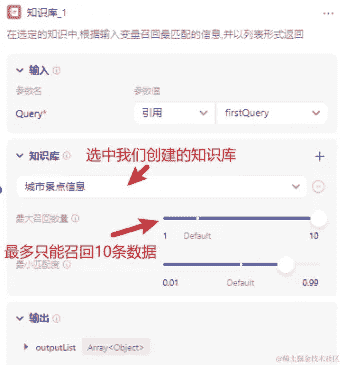 知识库_1
在选定的知识中,根据输入变量召回最匹配的信息,并以列表形式返回
输入
参数名 参数值
Query* 引用 firstQuery
知识库
选中我们创建的知识库
城市景点信息
最大召回数量
1 Default 10
最多只能召回10条数据
最小匹配度
0.01 Default 0.99
输出
outputList Array<Object>
@稀土掘金技术社区